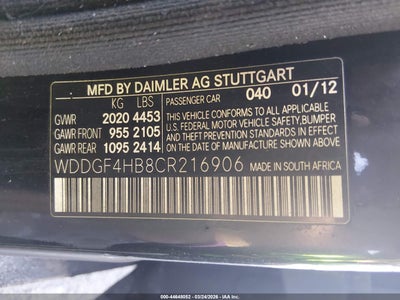 MFD BY DAIMLER AG STUTTGART
KG LBS
PASSENGER CAR 040 01/12
GVWR 2020 4453
GAWR FRONT 955 2105
GAWR REAR 1095 2414
THIS VEHICLE CONFORMS TO ALL APPLICABLE
U.S. FEDERAL MOTOR VEHICLE SAFETY, BUMPER
AND THEFT PREVENTION STANDARDS IN EFFECT ON THE
DATE OF MANUFACTURE SHOWN ABOVE.
WDDGF4HB8CR216906 MADE IN SOUTH AFRICA
000-44648052 - 03/24/2026 - IAA, Inc.